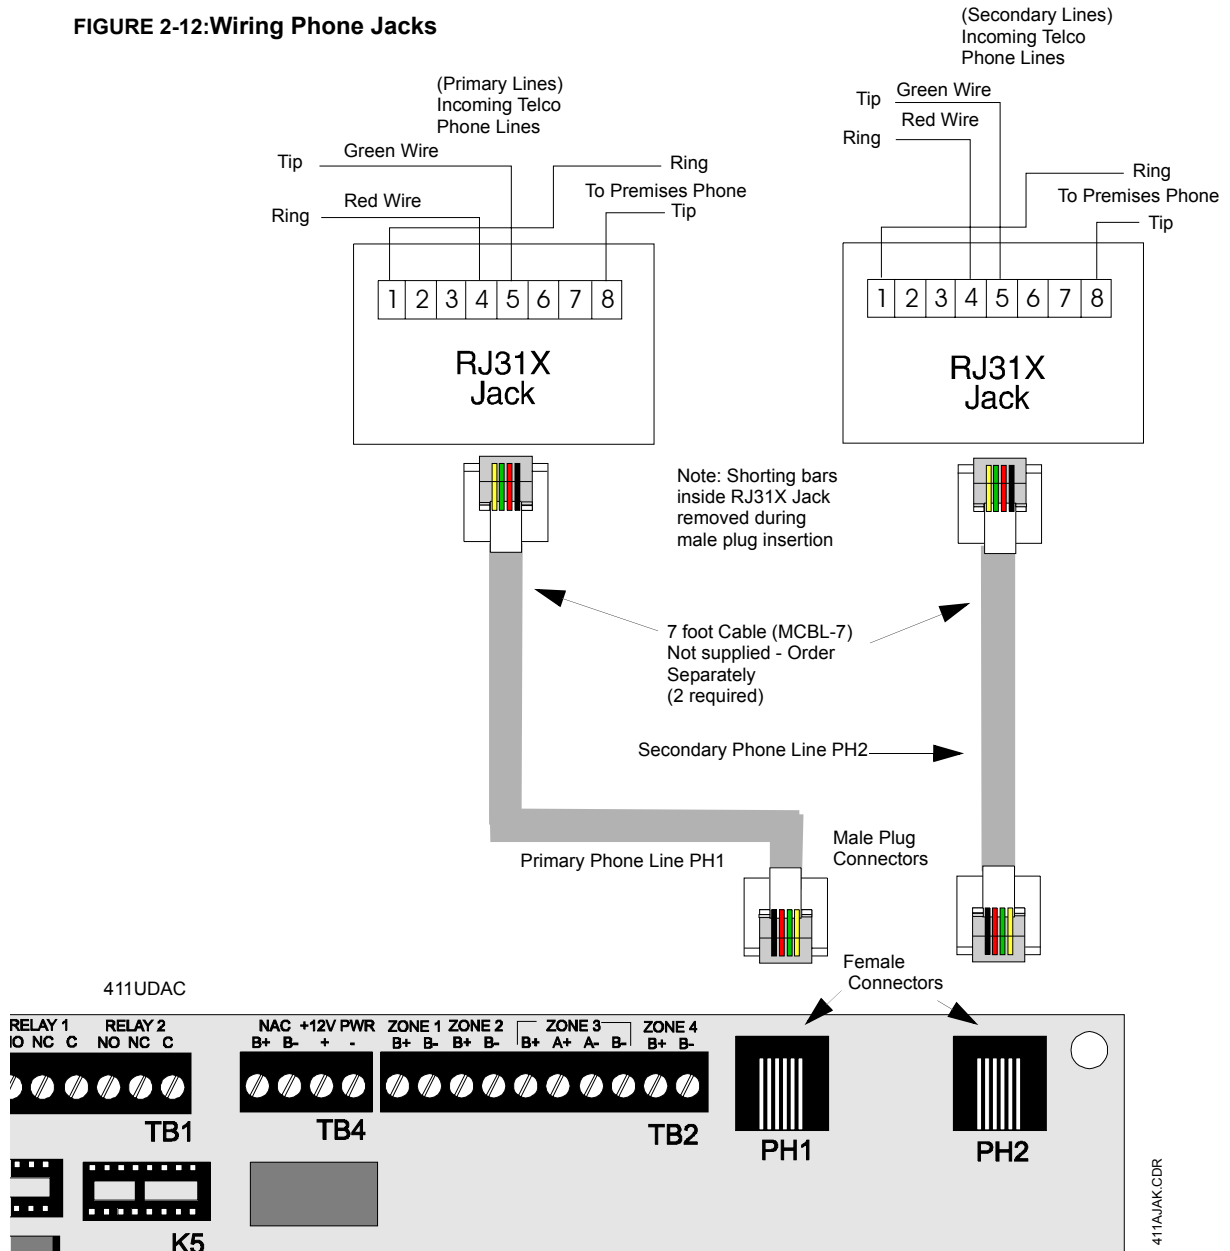 FIGURE 2-12:Wiring Phone Jacks
(Secondary Lines)
Incoming Telco
Phone Lines
(Primary Lines)
Incoming Telco
Phone Lines
Tip
Green Wire
Ring
Red Wire
Ring
To Premises Phone
Tip
Tip
Green Wire
Ring
Red Wire
Ring
To Premises Phone
Tip
1 2 3 4 5 6 7 8
RJ31X
Jack
1 2 3 4 5 6 7 8
RJ31X
Jack
Note: Shorting bars
inside RJ31X Jack
removed during
male plug insertion
7 foot Cable (MCBL-7)
Not supplied - Order
Separately
(2 required)
Secondary Phone Line PH2
Primary Phone Line PH1
Male Plug
Connectors
Female
Connectors
411UDAC
RELAY 1 RELAY 2
NO NC C NO NC C
TB1
NAC +12V PWR
B+ B- + -
TB4
ZONE 1 ZONE 2 ZONE 3 ZONE 4
B+ B- B+ B- B+ A+ A- B- B+ B-
TB2
PH1
PH2
K5
411AJAK.CDR